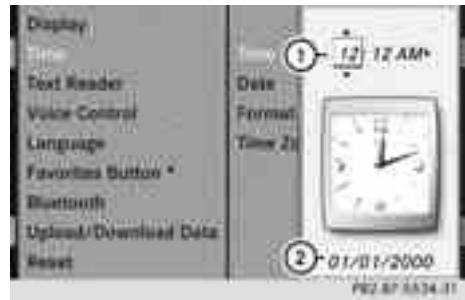 Display
Time
Text Reader
Voice Control
Language
Favorites Button *
Bluetooth
Upload/Download Data
Reset
Time
Date
Format
Time Zo
1
12 12 AM
2
01/01/2000
P82.87 5534-31